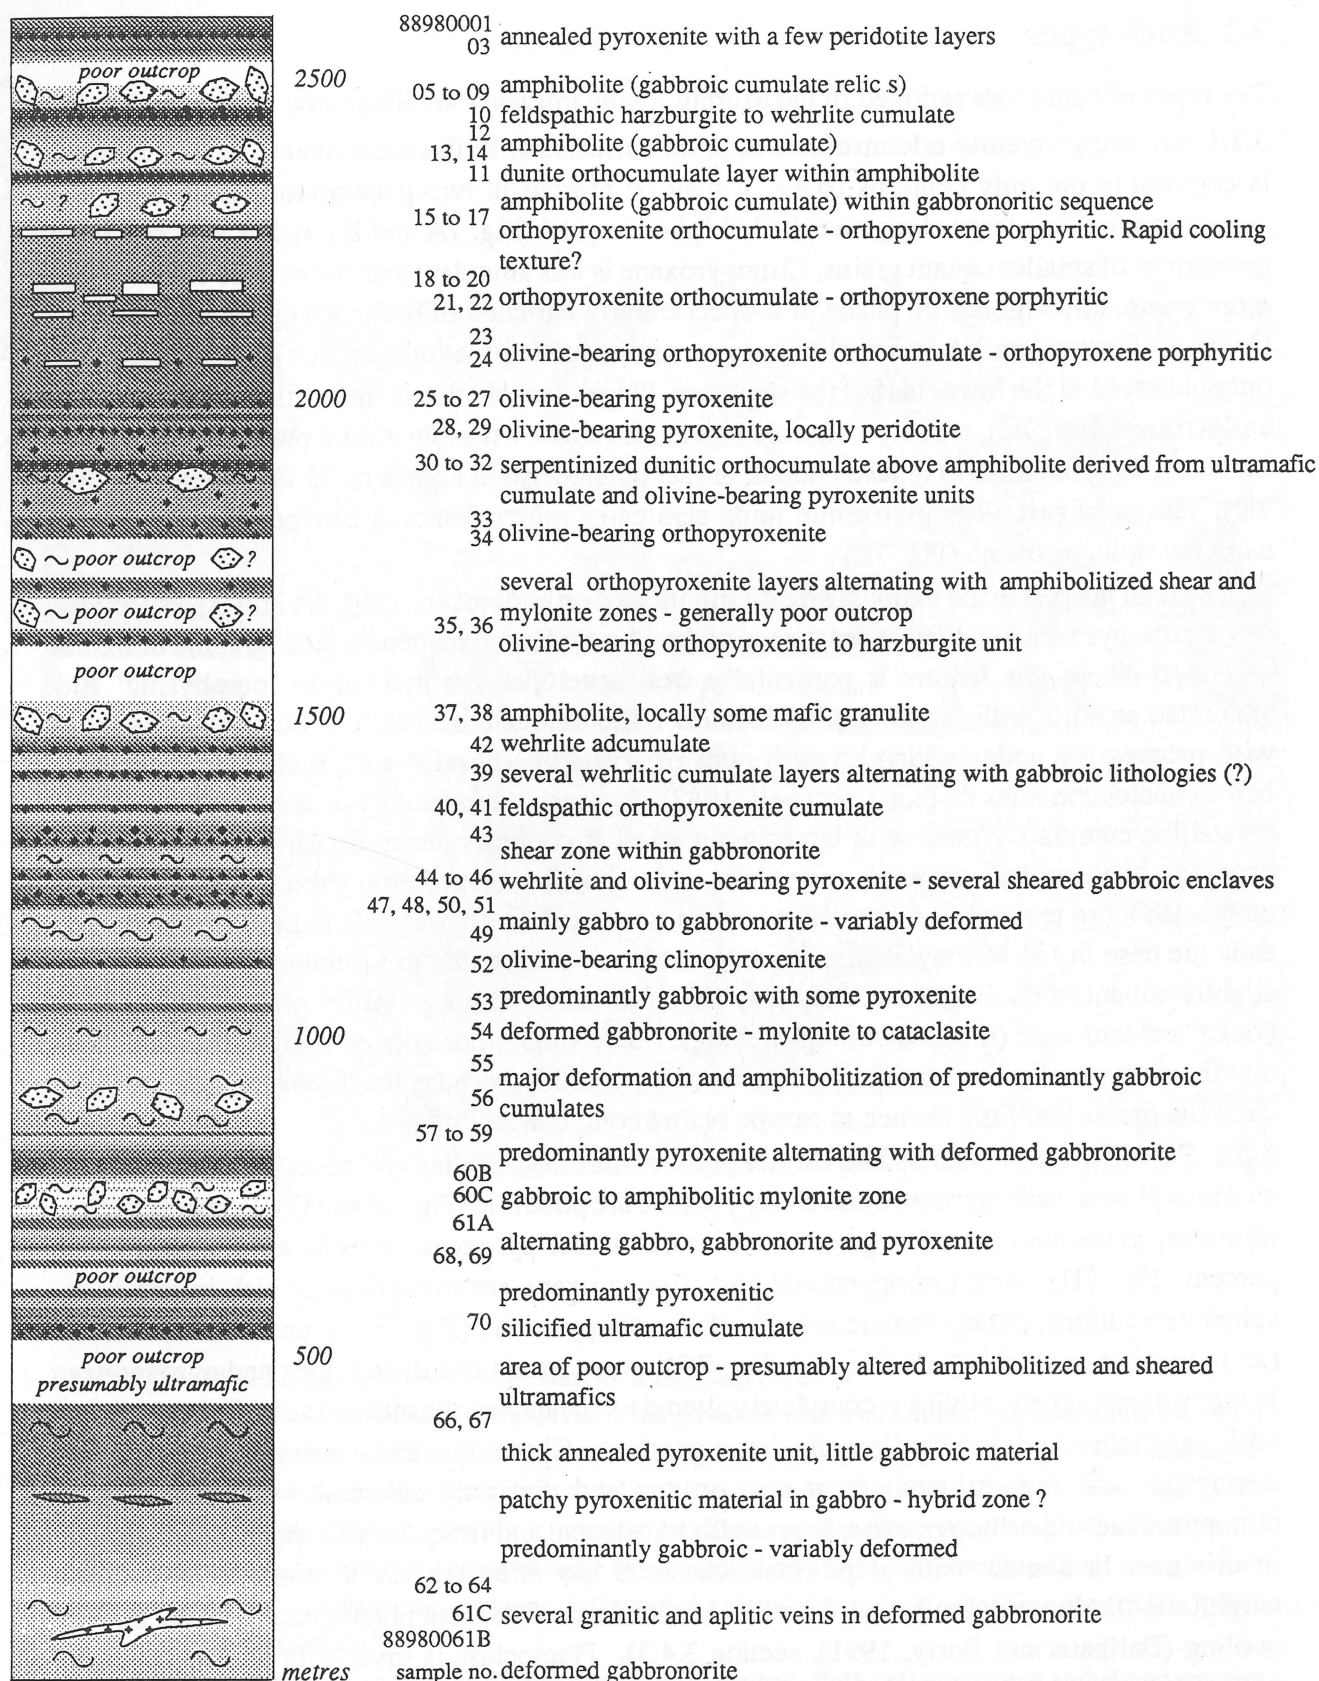 88980001
03 annealed pyroxenite with a few peridotite layers
poor outcrop
2500
05 to 09 amphibolite (gabbroic cumulate relic s)
10 feldspathic harzburgite to wehrlite cumulate
12
13, 14 amphibolite (gabbroic cumulate)
11 dunite orthocumulate layer within amphibolite
? ?
amphibolite (gabbroic cumulate) within gabbronoritic sequence
15 to 17 orthopyroxenite orthocumulate - orthopyroxene porphyritic. Rapid cooling
texture?
18 to 20
21, 22 orthopyroxenite orthocumulate - orthopyroxene porphyritic
23
24 olivine-bearing orthopyroxenite orthocumulate - orthopyroxene porphyritic
2000 25 to 27 olivine-bearing pyroxenite
28, 29 olivine-bearing pyroxenite, locally peridotite
30 to 32 serpentinized dunitic orthocumulate above amphibolite derived from ultramafic
cumulate and olivine-bearing pyroxenite units
33
34 olivine-bearing orthopyroxenite
poor outcrop ?
several orthopyroxenite layers alternating with amphibolitized shear and
poor outcrop ? mylonite zones - generally poor outcrop
35, 36
olivine-bearing orthopyroxenite to harzburgite unit
poor outcrop
1500 37, 38 amphibolite, locally some mafic granulite
42 wehrlite adcumulate
39 several wehrlitic cumulate layers alternating with gabbroic lithologies (?)
40, 41 feldspathic orthopyroxenite cumulate
43
shear zone within gabbronorite
44 to 46 wehrlite and olivine-bearing pyroxenite - several sheared gabbroic enclaves
47, 48, 50, 51
49 mainly gabbro to gabbronorite - variably deformed
52 olivine-bearing clinopyroxenite
53 predominantly gabbroic with some pyroxenite
1000 54 deformed gabbronorite - mylonite to cataclasite
55
major deformation and amphibolitization of predominantly gabbroic
56 cumulates
57 to 59
predominantly pyroxenite alternating with deformed gabbronorite
60B
60C gabbroic to amphibolitic mylonite zone
61A
alternating gabbro, gabbronorite and pyroxenite
68, 69
poor outcrop
predominantly pyroxenitic
70 silicified ultramafic cumulate
poor outcrop 500
area of poor outcrop - presumably altered amphibolitized and sheared
presumably ultramafic
ultramafics
66, 67
thick annealed pyroxenite unit, little gabbroic material
patchy pyroxenitic material in gabbro - hybrid zone ?
predominantly gabbroic - variably deformed
62 to 64
61C several granitic and aplitic veins in deformed gabbronorite
88980061B
metres sample no. deformed gabbronorite